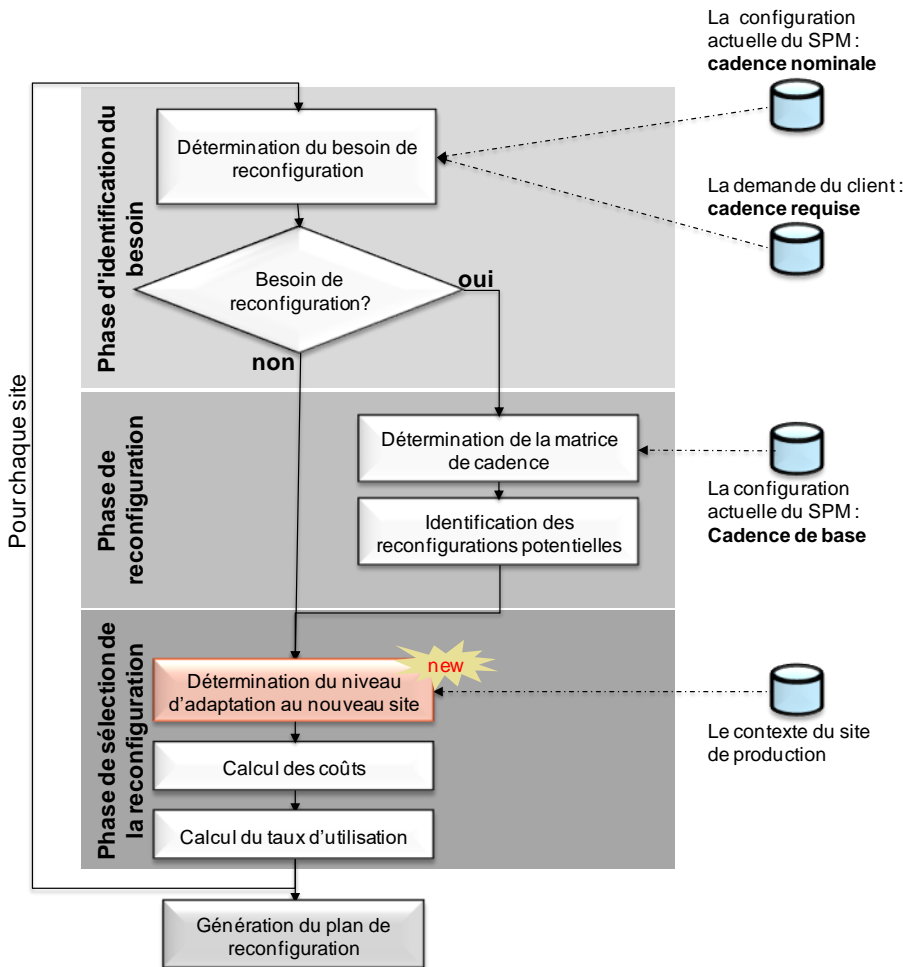 La configuration
actuelle du SPM :
cadence nominale
Détermination du besoin de
reconfiguration
La demande du client :
cadence requise
Phase d'identification du
besoin
Besoin de
reconfiguration?
oui
non
Pour chaque site
Phase de
reconfiguration
Détermination de la matrice
de cadence
Identification des
reconfigurations potentielles
La configuration
actuelle du SPM :
Cadence de base
Phase de sélection de
la reconfiguration
new
Détermination du niveau
d'adaptation au nouveau site
Le contexte du site
de production
Calcul des coûts
Calcul du taux d'utilisation
Génération du plan de
reconfiguration